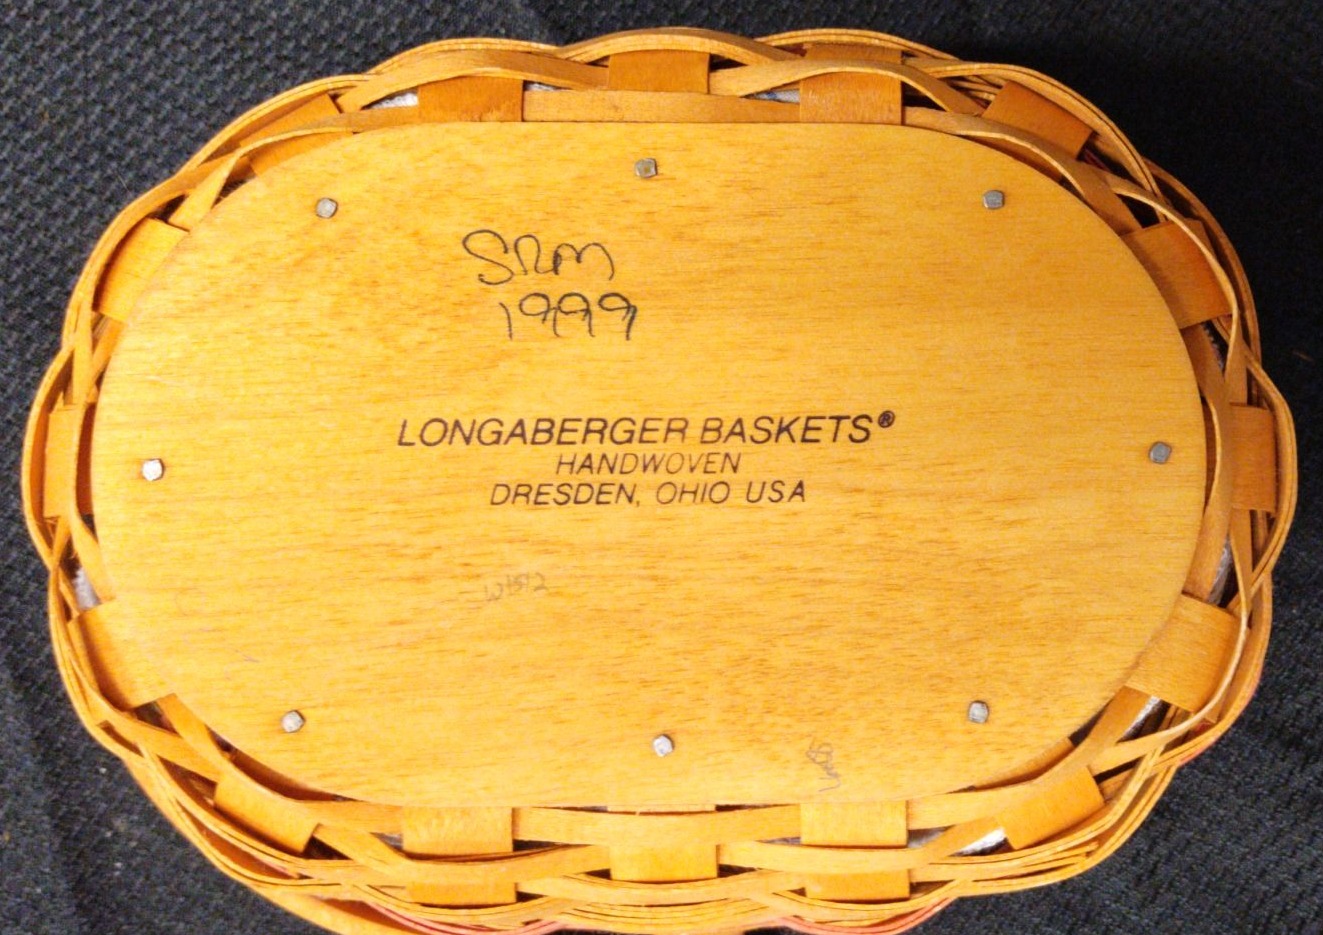 SRM
1999
LONGABERGER BASKETS®
HANDWOVEN
DRESDEN, OHIO USA